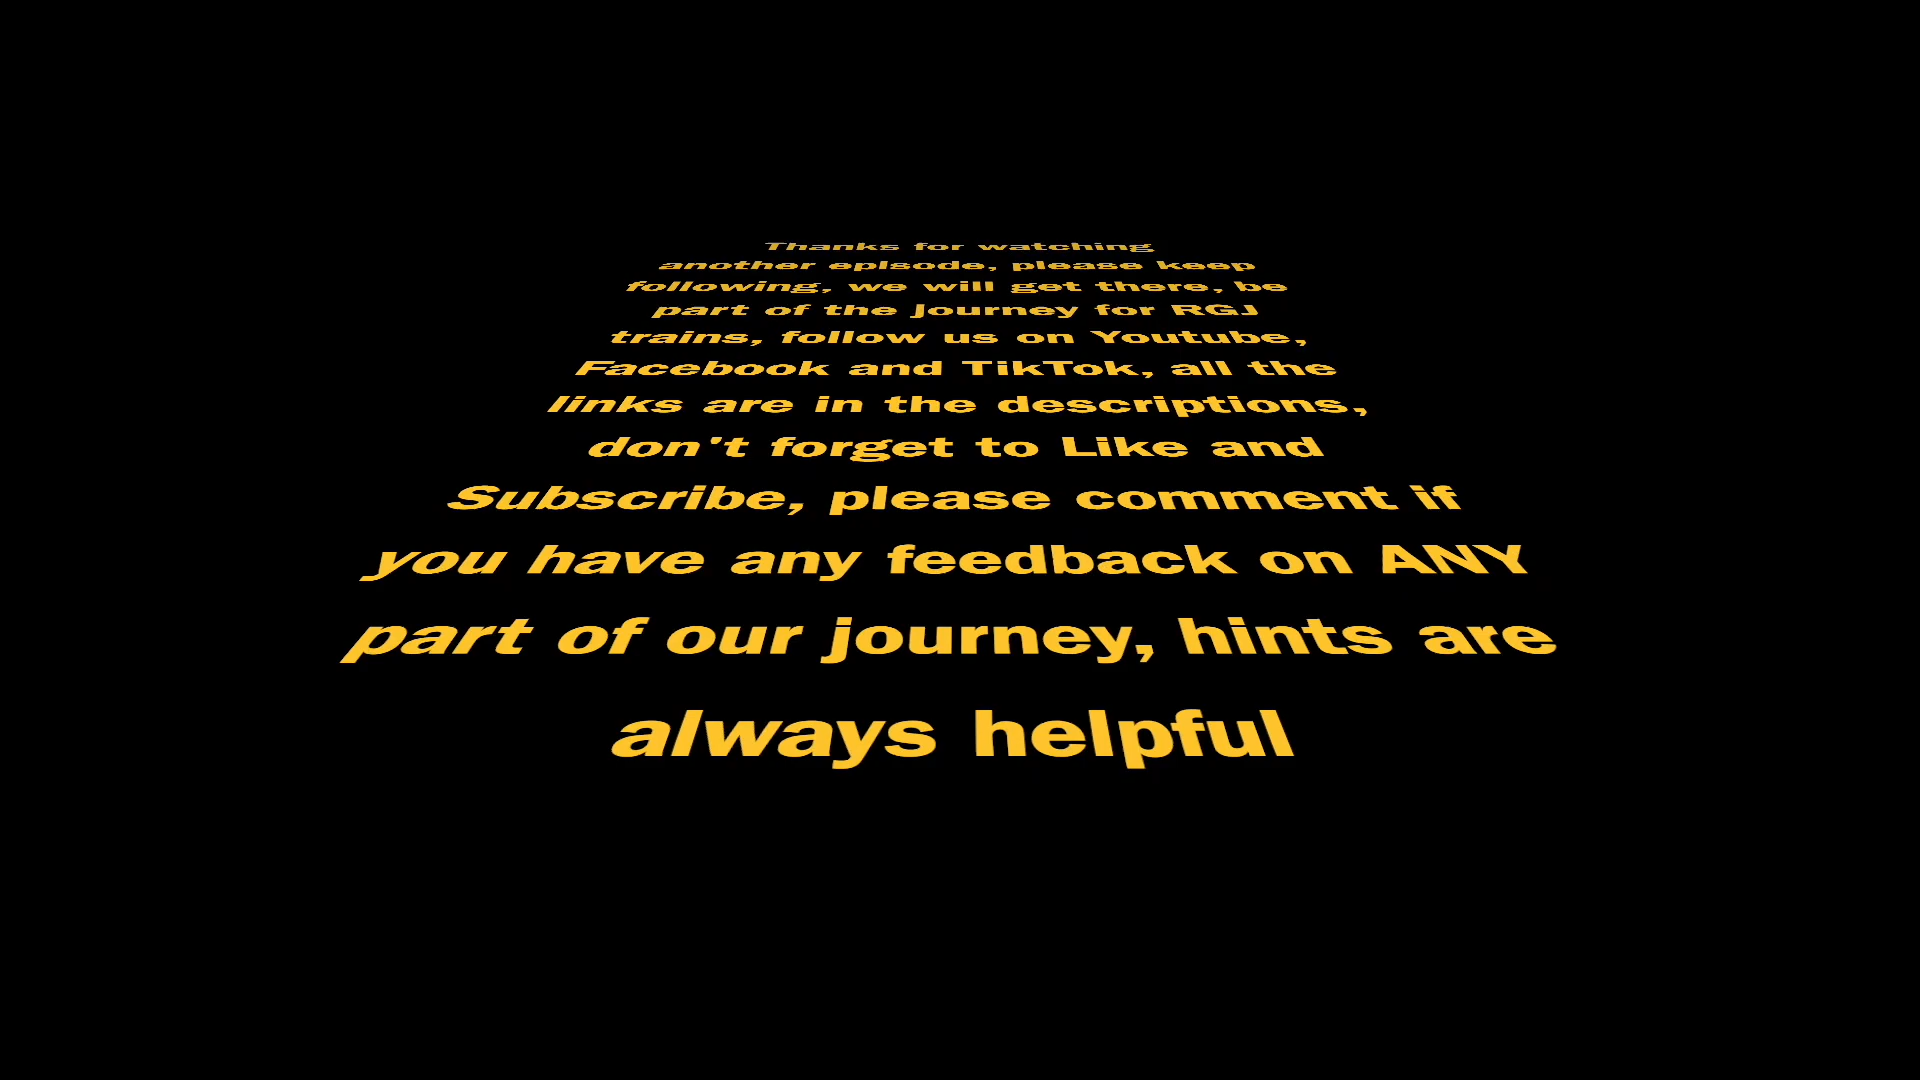 Thanks for watching
another episode, please keep
following, we will get there, be
part of the journey for RGJ
trains, follow us on Youtube,
Facebook and TikTok, all the
links are in the descriptions,
don't forget to Like and
Subscribe, please comment if
you have any feedback on ANY
part of our journey, hints are
always helpful